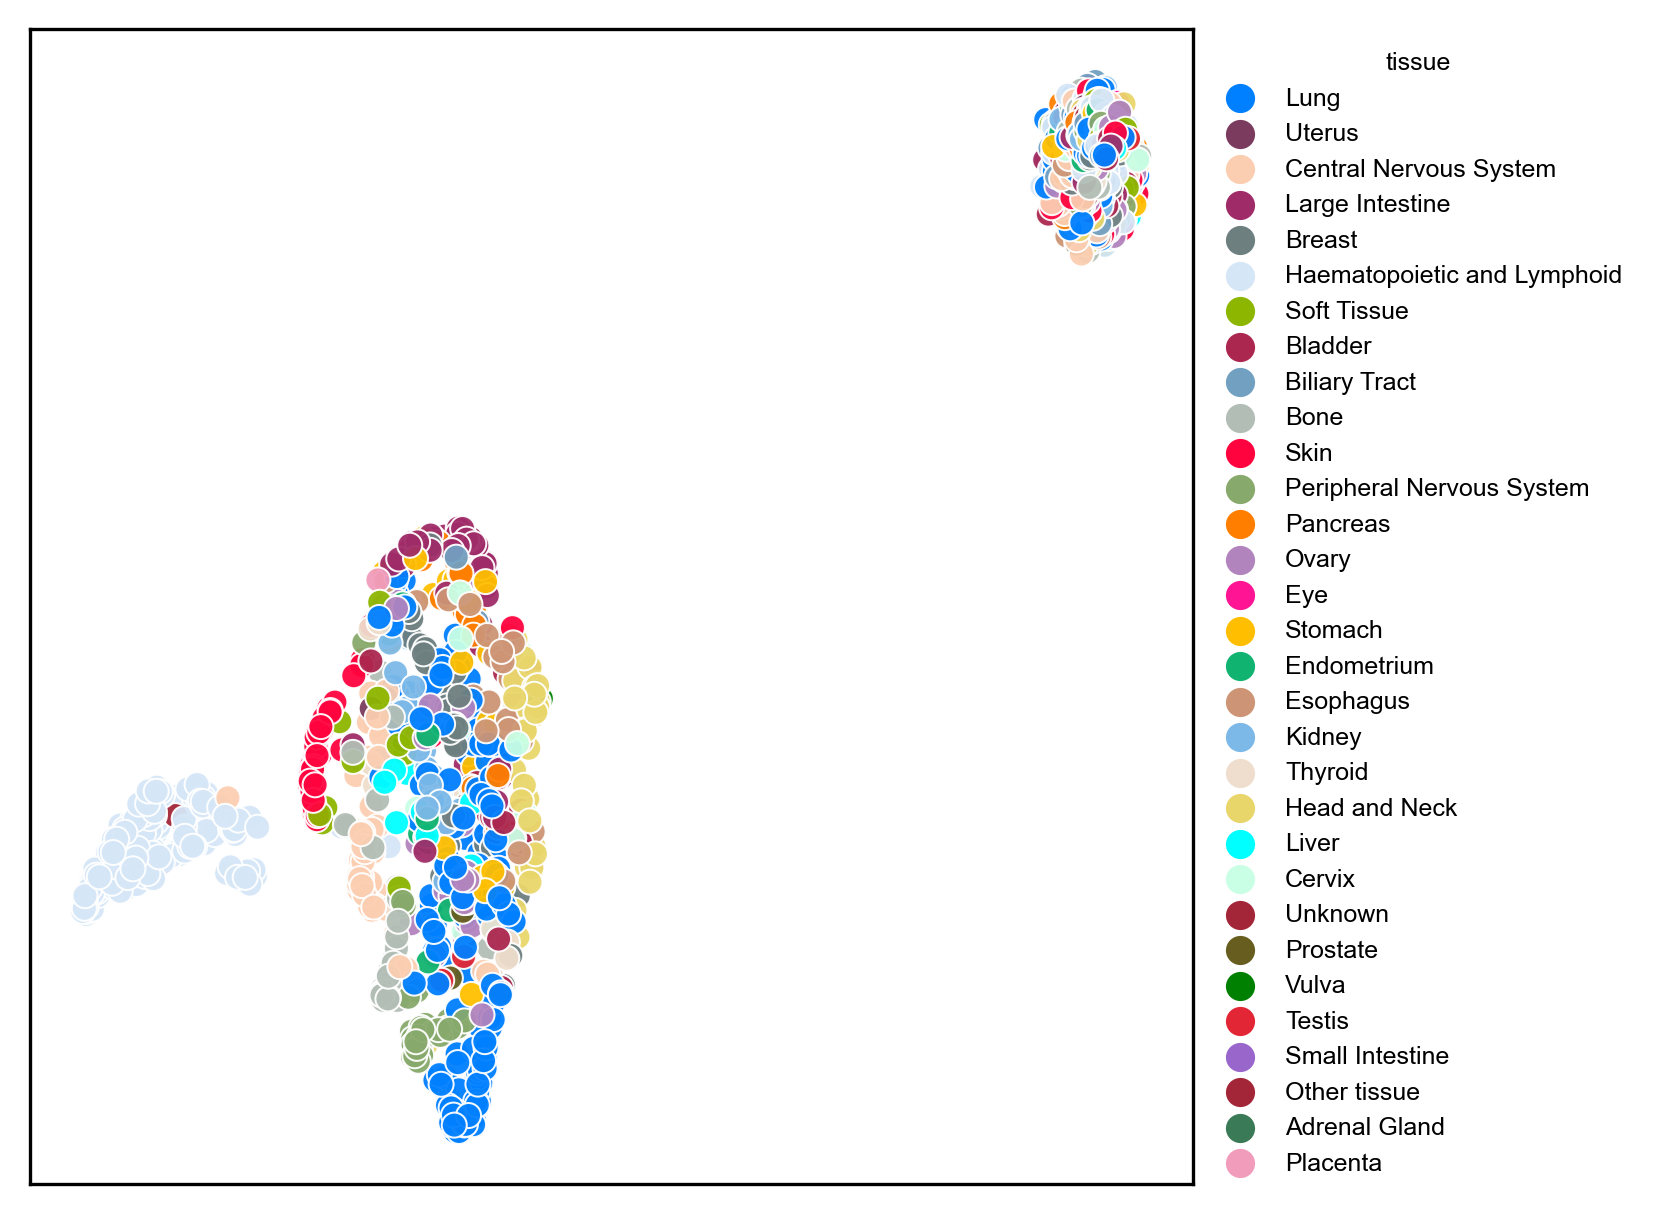 tissue
Lung
Uterus
Central Nervous System
Large Intestine
Breast
Haematopoietic and Lymphoid
Soft Tissue
Bladder
Biliary Tract
Bone
Skin
Peripheral Nervous System
Pancreas
Ovary
Eye
Stomach
Endometrium
Esophagus
Kidney
Thyroid
Head and Neck
Liver
Cervix
Unknown
Prostate
Vulva
Testis
Small Intestine
Other tissue
Adrenal Gland
Placenta